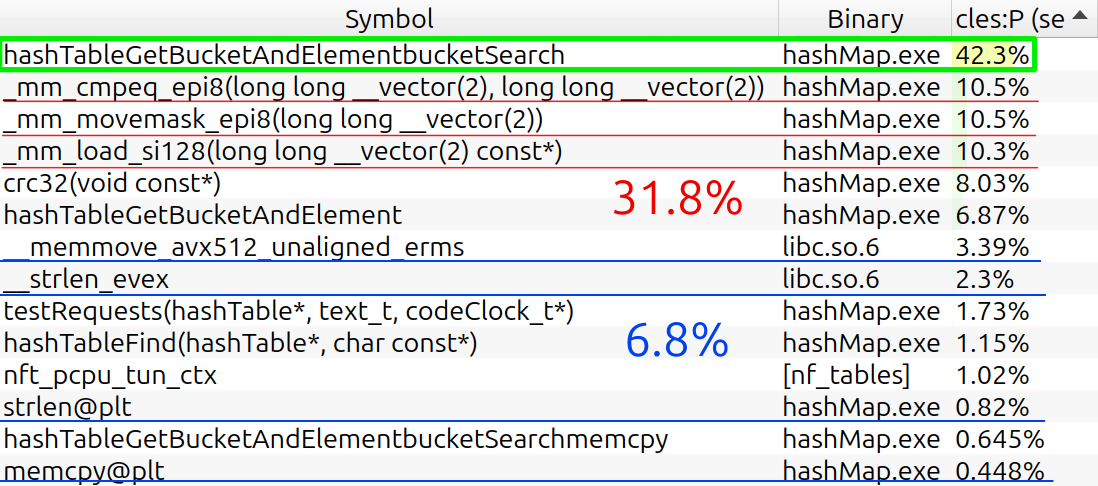 Symbol Binary cles:P (se
hashTableGetBucketAndElementbucketSearch hashMap.exe 42.3%
_mm_cmpeq_epi8(long long __vector(2), long long __vector(2)) hashMap.exe 10.5%
_mm_movemask_epi8(long long __vector(2)) hashMap.exe 10.5%
_mm_load_si128(long long __vector(2) const*) hashMap.exe 10.3%
crc32(void const*) hashMap.exe 8.03%
31.8%
hashTableGetBucketAndElement hashMap.exe 6.87%
__memmove_avx512_unaligned_erms libc.so.6 3.39%
__strlen_evex libc.so.6 2.3%
testRequests(hashTable*, text_t, codeClock_t*) hashMap.exe 1.73%
6.8%
hashTableFind(hashTable*, char const*) hashMap.exe 1.15%
nft_pcpu_tun_ctx [nf_tables] 1.02%
strlen@plt hashMap.exe 0.82%
hashTableGetBucketAndElementbucketSearchmemcpy hashMap.exe 0.645%
memcpy@plt hashMap.exe 0.448%